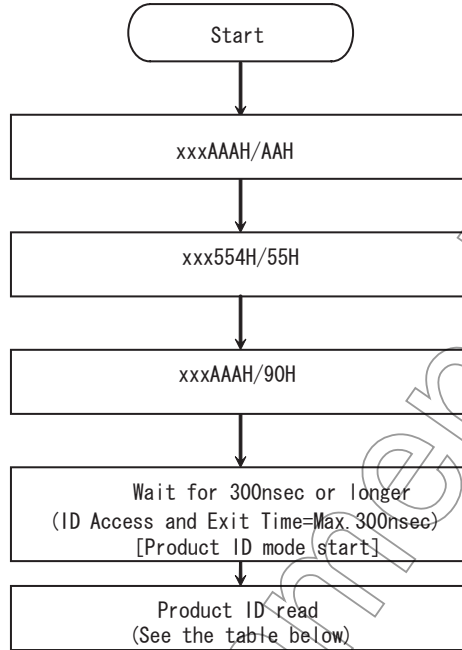 Start
xxxAAAH/AAH
xxx554H/55H
xxxAAAH/90H
Wait for 300nsec or longer
(ID Access and Exit Time=Max.300nsec)
[Product ID mode start]
Product ID read
(See the table below)